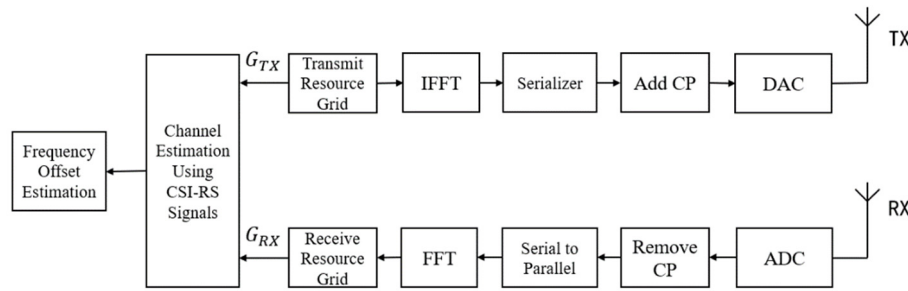 G_TX
Transmit
Resource
Grid
IFFT
Serializer
Add CP
DAC
TX
Frequency
Offset
Estimation
Channel
Estimation
Using
CSI-RS
Signals
G_RX
Receive
Resource
Grid
FFT
Serial to
Parallel
Remove
CP
ADC
RX